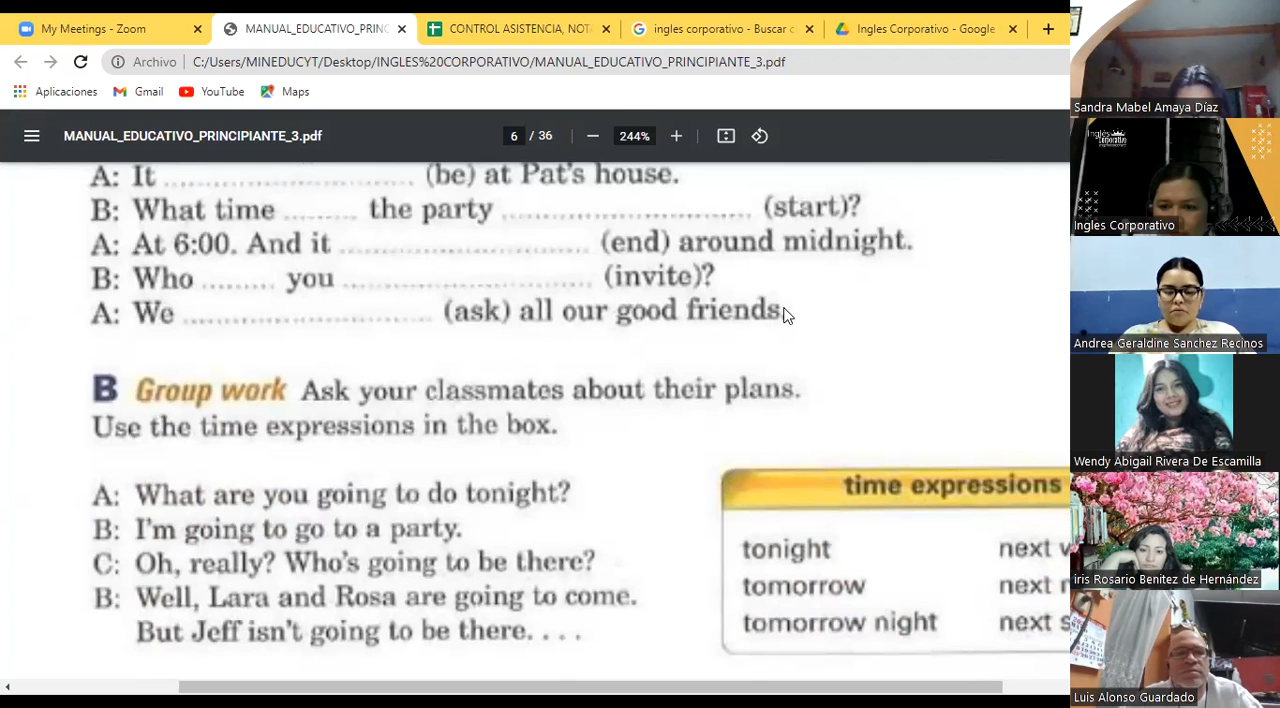 My Meetings - Zoom
MANUAL_EDUCATIVO_PRINC
CONTROL ASISTENCIA, NOTA
ingles corporativo - Buscar c
Ingles Corporativo - Google
Archivo C:/Users/MINEDUCYT/Desktop/INGLES%20CORPORATIVO/MANUAL_EDUCATIVO_PRINCIPIANTE_3.pdf
Aplicaciones Gmail YouTube Maps
MANUAL_EDUCATIVO_PRINCIPIANTE_3.pdf 6 / 36 244%
A: It .............................. (be) at Pat's house.
B: What time ......... the party .............................. (start)?
A: At 6:00. And it .............................. (end) around midnight.
B: Who ......... you .............................. (invite)?
A: We .............................. (ask) all our good friends.
B Group work Ask your classmates about their plans.
Use the time expressions in the box.
A: What are you going to do tonight?
B: I'm going to go to a party.
C: Oh, really? Who's going to be there?
B: Well, Lara and Rosa are going to come.
But Jeff isn't going to be there. . . .
time expressions
tonight next
tomorrow next
tomorrow night next
Sandra Mabel Amaya Díaz
Inglés Corporativo
Ingles Corporativo
Andrea Geraldine Sanchez Recinos
Wendy Abigail Rivera De Escamilla
iris Rosario Benitez de Hernández
Luis Alonso Guardado